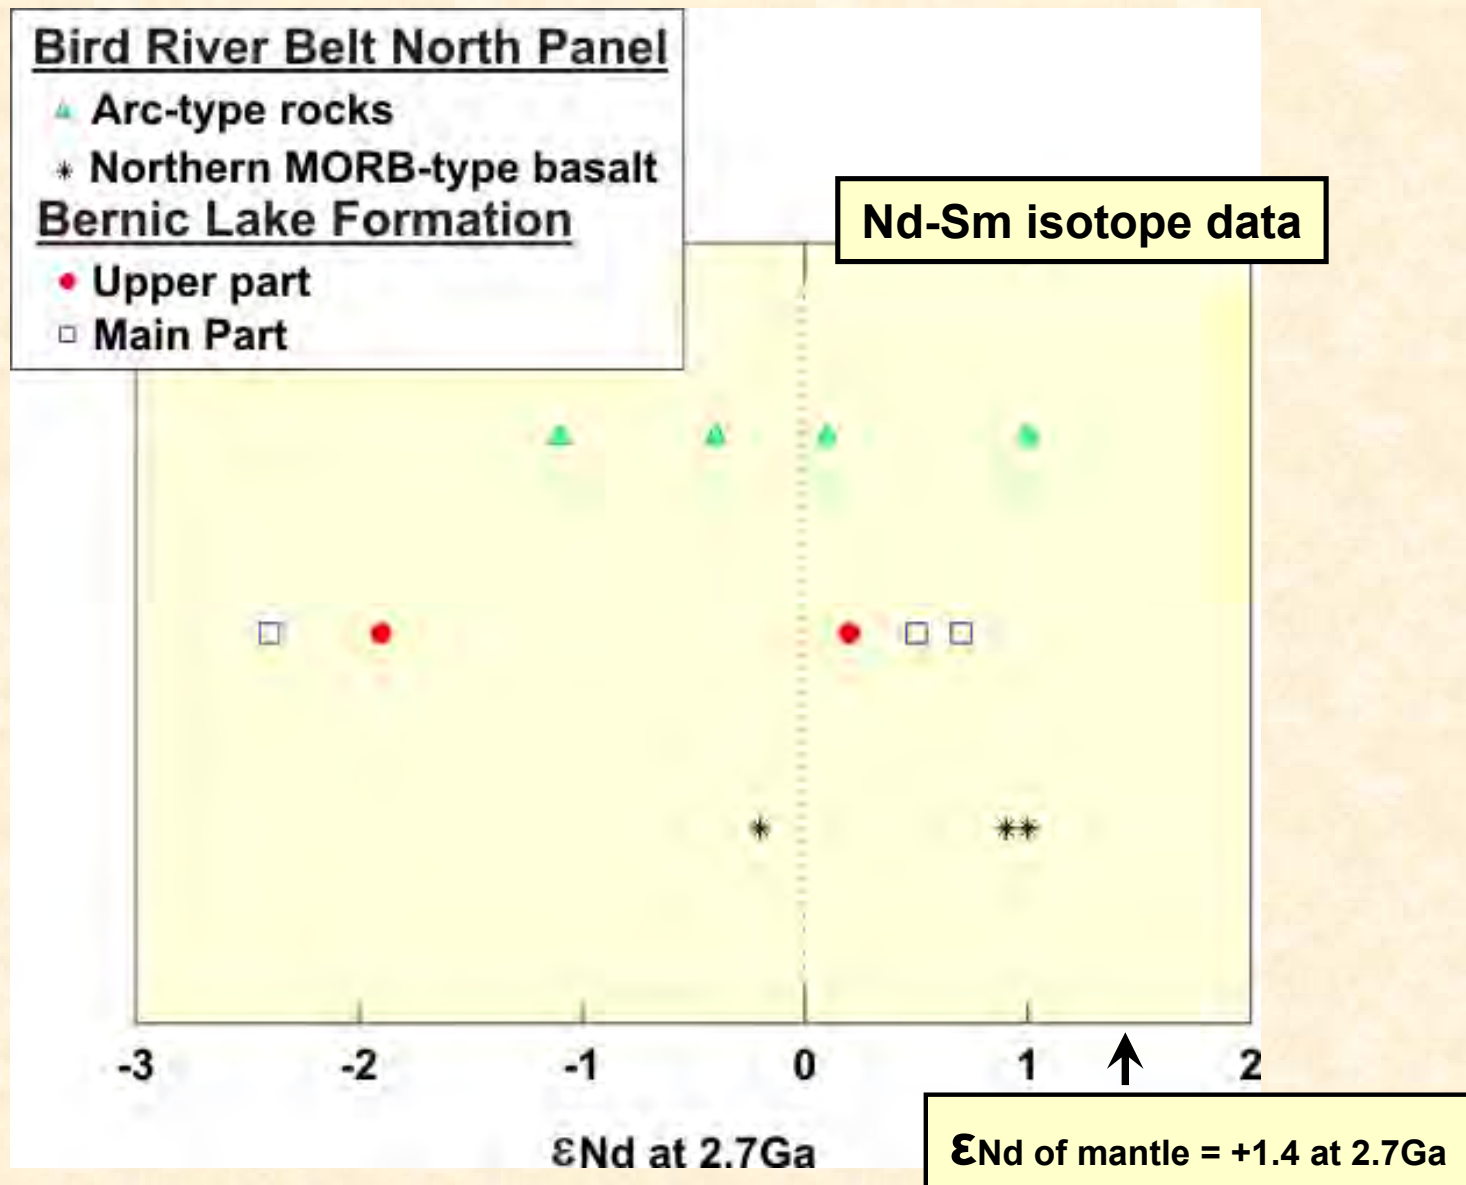 Bird River Belt North Panel
Arc-type rocks
Northern MORB-type basalt
Bernic Lake Formation
Upper part
Main Part
Nd-Sm isotope data
-3 -2 -1 0 1 2
εNd at 2.7Ga
εNd of mantle = +1.4 at 2.7Ga